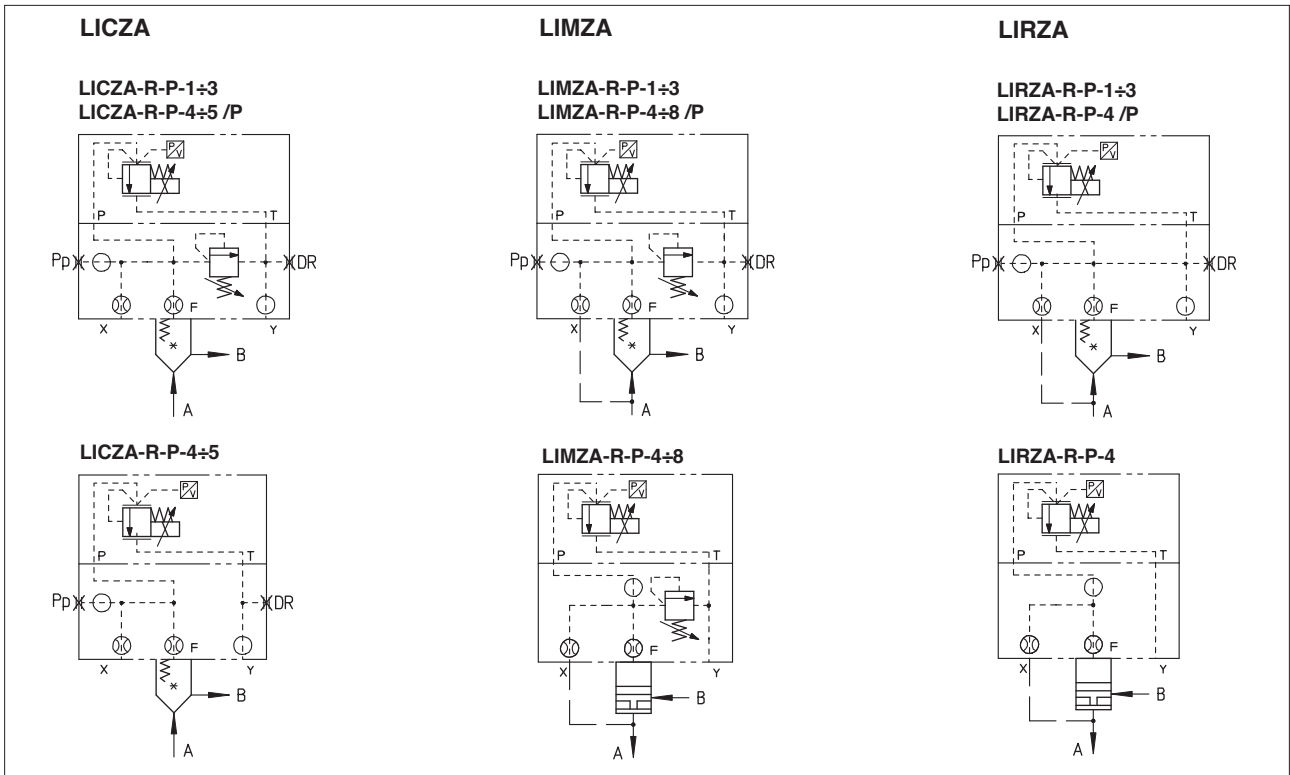 LICZA
LICZA-R-P-1÷3
LICZA-R-P-4÷5 /P
P/V
P
T
Pp
DR
F
X
Y
B
A
LICZA-R-P-4÷5
P/V
P
T
Pp
DR
F
X
Y
B
A
LIMZA
LIMZA-R-P-1÷3
LIMZA-R-P-4÷8 /P
P/V
P
T
Pp
DR
F
X
Y
B
A
LIMZA-R-P-4÷8
P/V
P
T
F
X
Y
B
A
LIRZA
LIRZA-R-P-1÷3
LIRZA-R-P-4 /P
P/V
P
T
Pp
DR
F
X
Y
B
A
LIRZA-R-P-4
P/V
P
T
F
X
Y
B
A